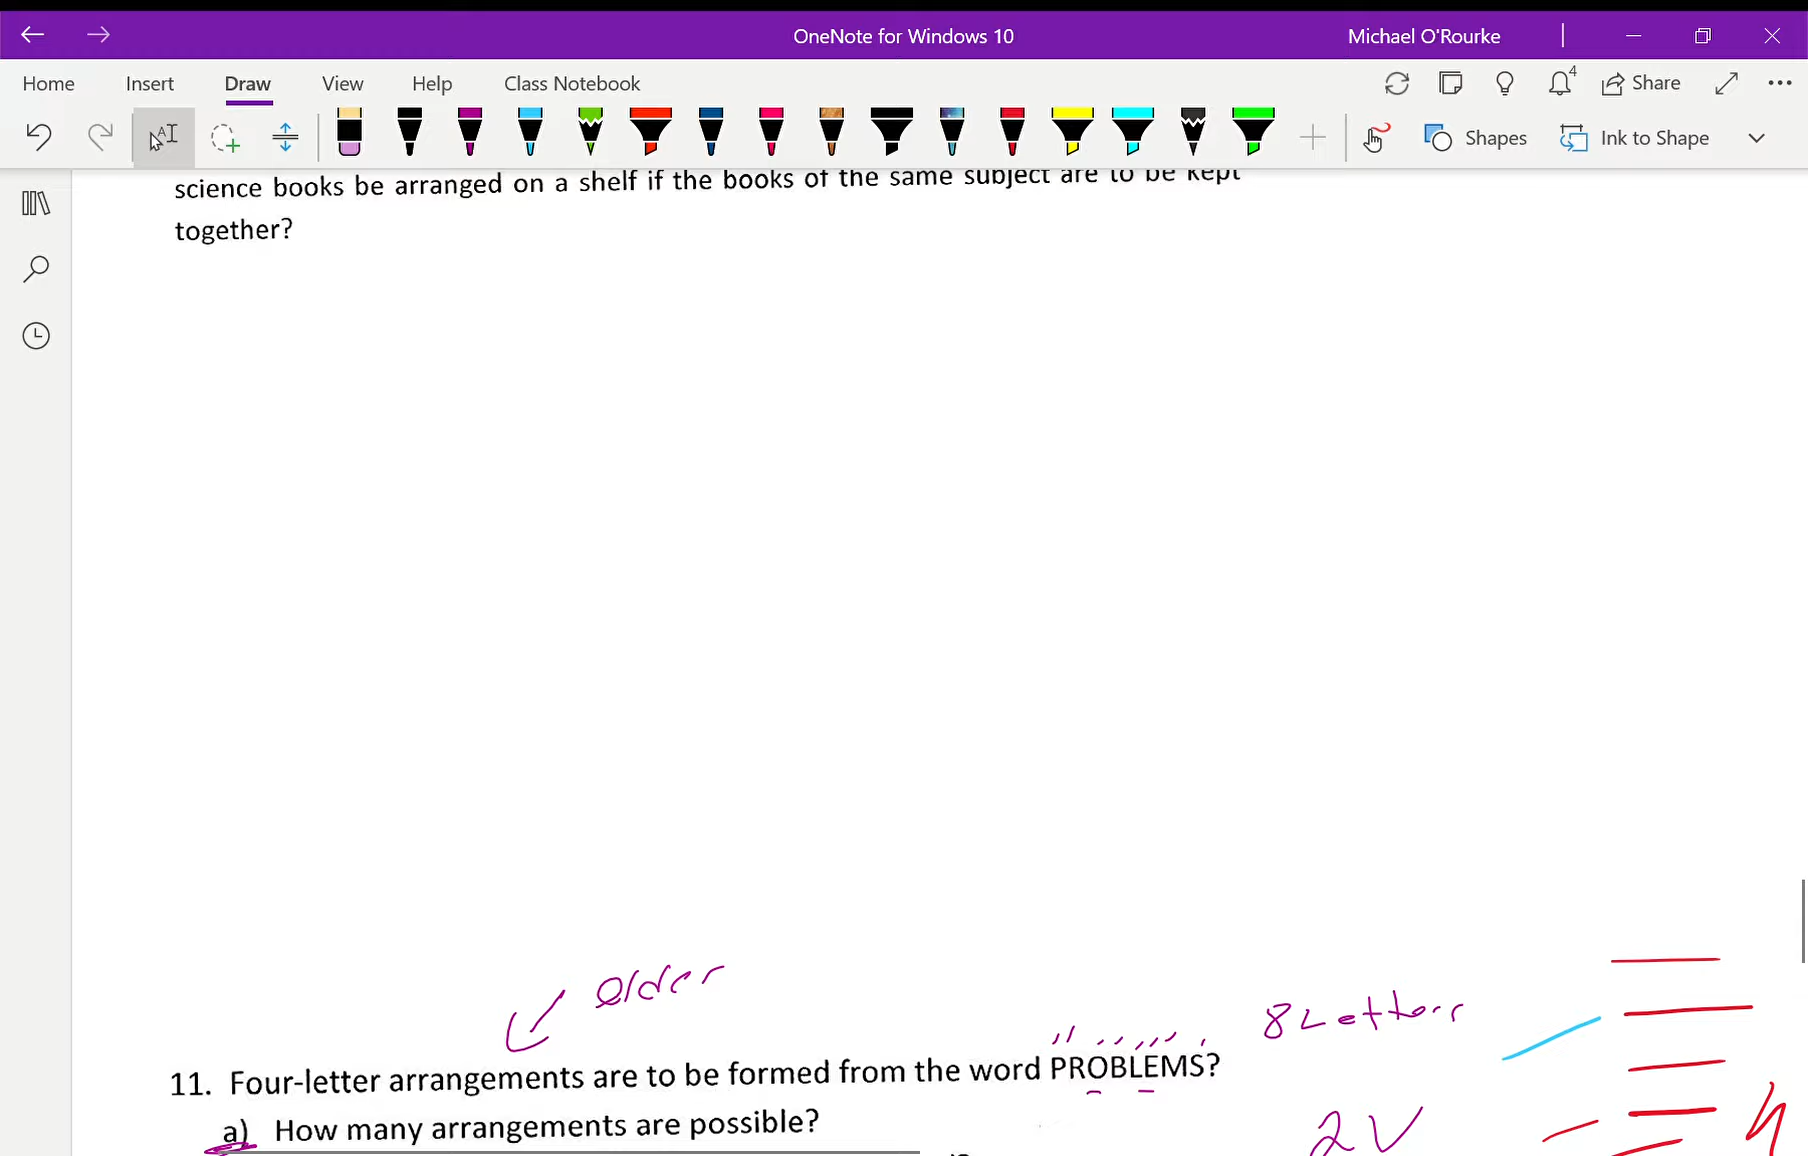 OneNote for Windows 10 Michael O'Rourke
Home Insert Draw View Help Class Notebook 4 Share
Shapes Ink to Shape
science books be arranged on a shelf if the books of the same subject are to be kept
together?
8 Letters
11. Four-letter arrangements are to be formed from the word PROBLEMS?
a) How many arrangements are possible?
2 V